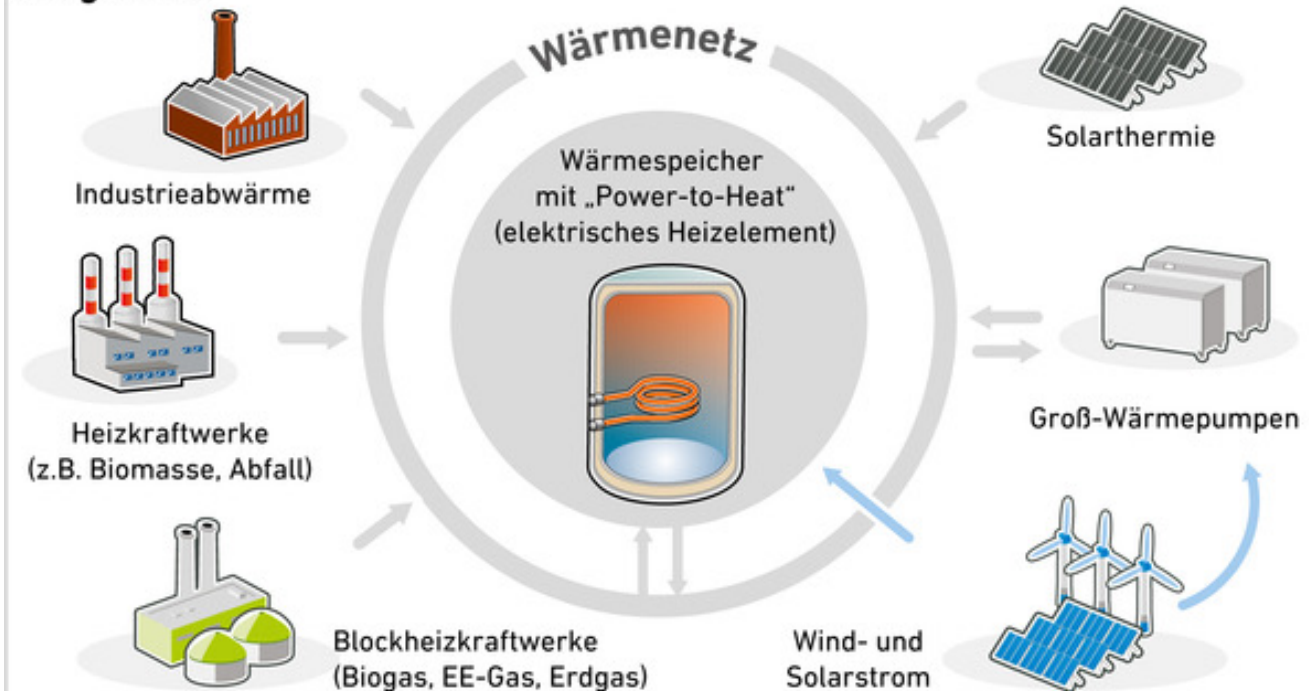 Wärmenetz
Wärmespeicher
mit „Power-to-Heat“
(elektrisches Heizelement)
Industrieabwärme
Solarthermie
Heizkraftwerke
(z.B. Biomasse, Abfall)
Groß-Wärmepumpen
Blockheizkraftwerke
(Biogas, EE-Gas, Erdgas)
Wind- und
Solarstrom